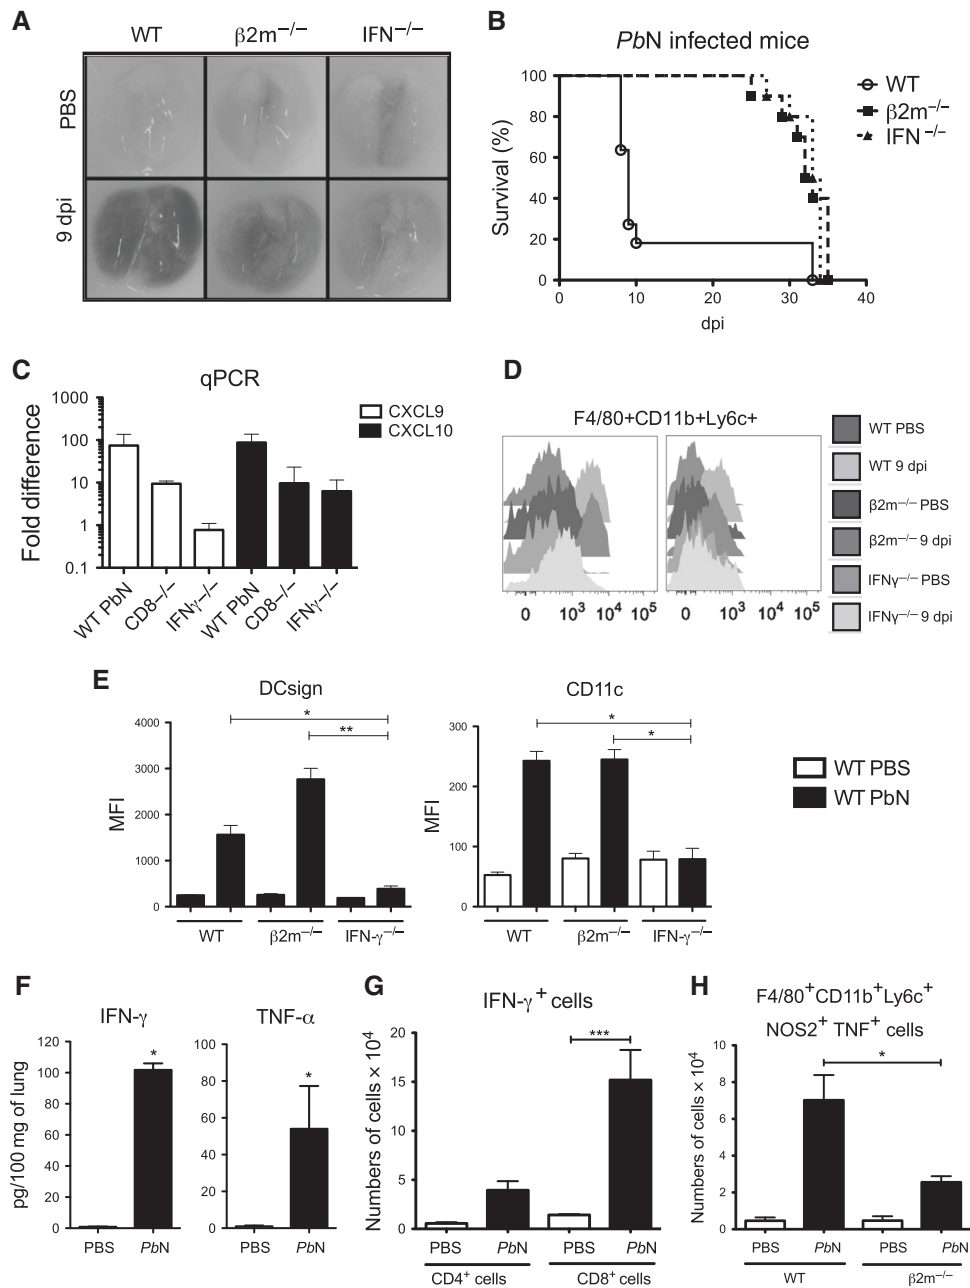 A
WT β2m−/− IFN−/−
PBS
9 dpi
B
PbN infected mice
Survival (%)
100
80
60
40
20
0
0 10 20 30 40
dpi
WT
β2m−/−
IFN −/−
C
qPCR
Fold difference
1000
100
10
1
0.1
WT PbN CD8−/− IFNγ−/− WT PbN CD8−/− IFNγ−/−
CXCL9
CXCL10
D
F4/80+CD11b+Ly6c+
0 10³ 10⁴ 10⁵
0 10³ 10⁴ 10⁵
WT PBS
WT 9 dpi
β2m−/− PBS
β2m−/− 9 dpi
IFNγ−/− PBS
IFNγ−/− 9 dpi
E
DCsign
MFI
4000
3000
2000
1000
0
*
**
WT β2m−/− IFN-γ−/−
CD11c
MFI
300
200
100
0
*
*
WT β2m−/− IFN-γ−/−
WT PBS
WT PbN
F
IFN-γ
pg/100 mg of lung
120
100
80
60
40
20
0
*
PBS PbN
TNF-α
100
80
60
40
20
0
*
PBS PbN
G
IFN-γ + cells
Numbers of cells × 10⁴
20
15
10
5
0
***
PBS PbN PBS PbN
CD4+ cells CD8+ cells
H
F4/80+CD11b+Ly6c+
NOS2+ TNF+ cells
Numbers of cells × 10⁴
10
8
6
4
2
0
*
PBS PbN PBS PbN
WT β2m−/−